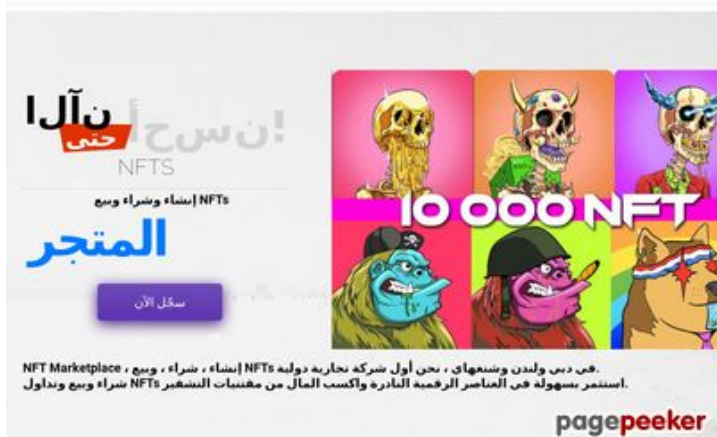 الآن
حتى
أحسن!
NFTS
إنشاء وشراء وبيع NFTs
المتجر
سجّل الآن
10 000 NFT
NFT Marketplace ، إنشاء ، شراء ، وبيع NFTs في دبي ولندن وشنغهاي ، نحن أول شركة تجارية دولية.
شراء وبيع وتداول NFTs استثمر بسهولة في العناصر الرقمية النادرة واكسب المال من مقتنيات التشفير.
pagepeeker